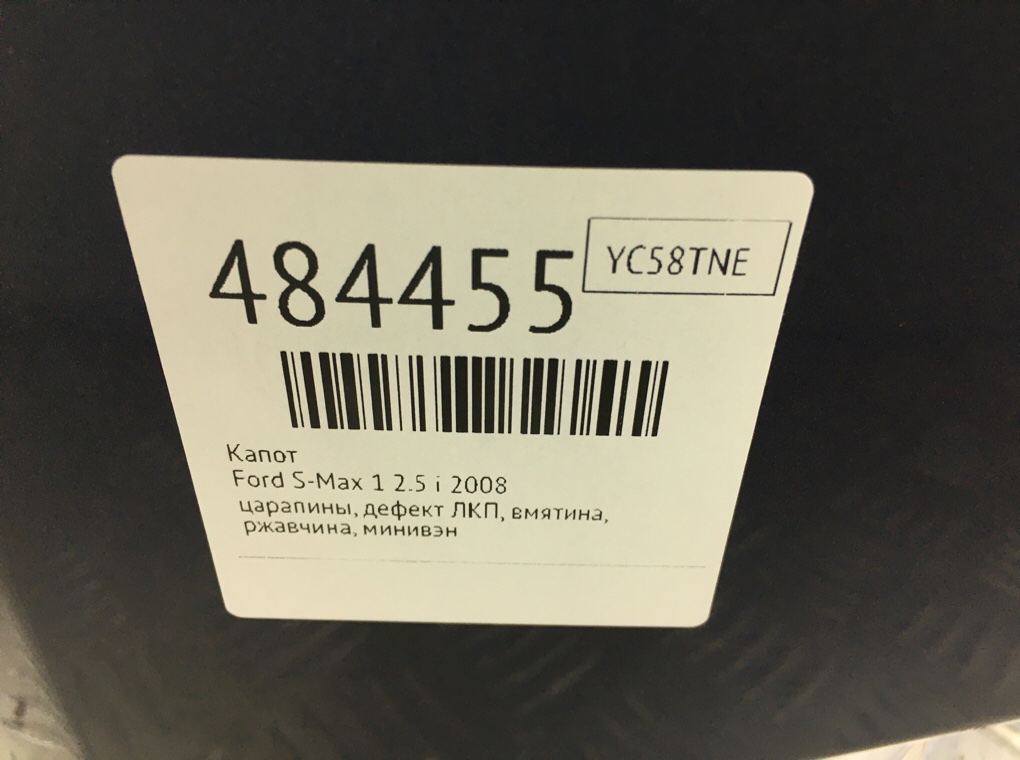 484455
YC58TNE
Капот
Ford S-Max 1 2.5 i 2008
царапины, дефект ЛКП, вмятина,
ржавчина, минивэн